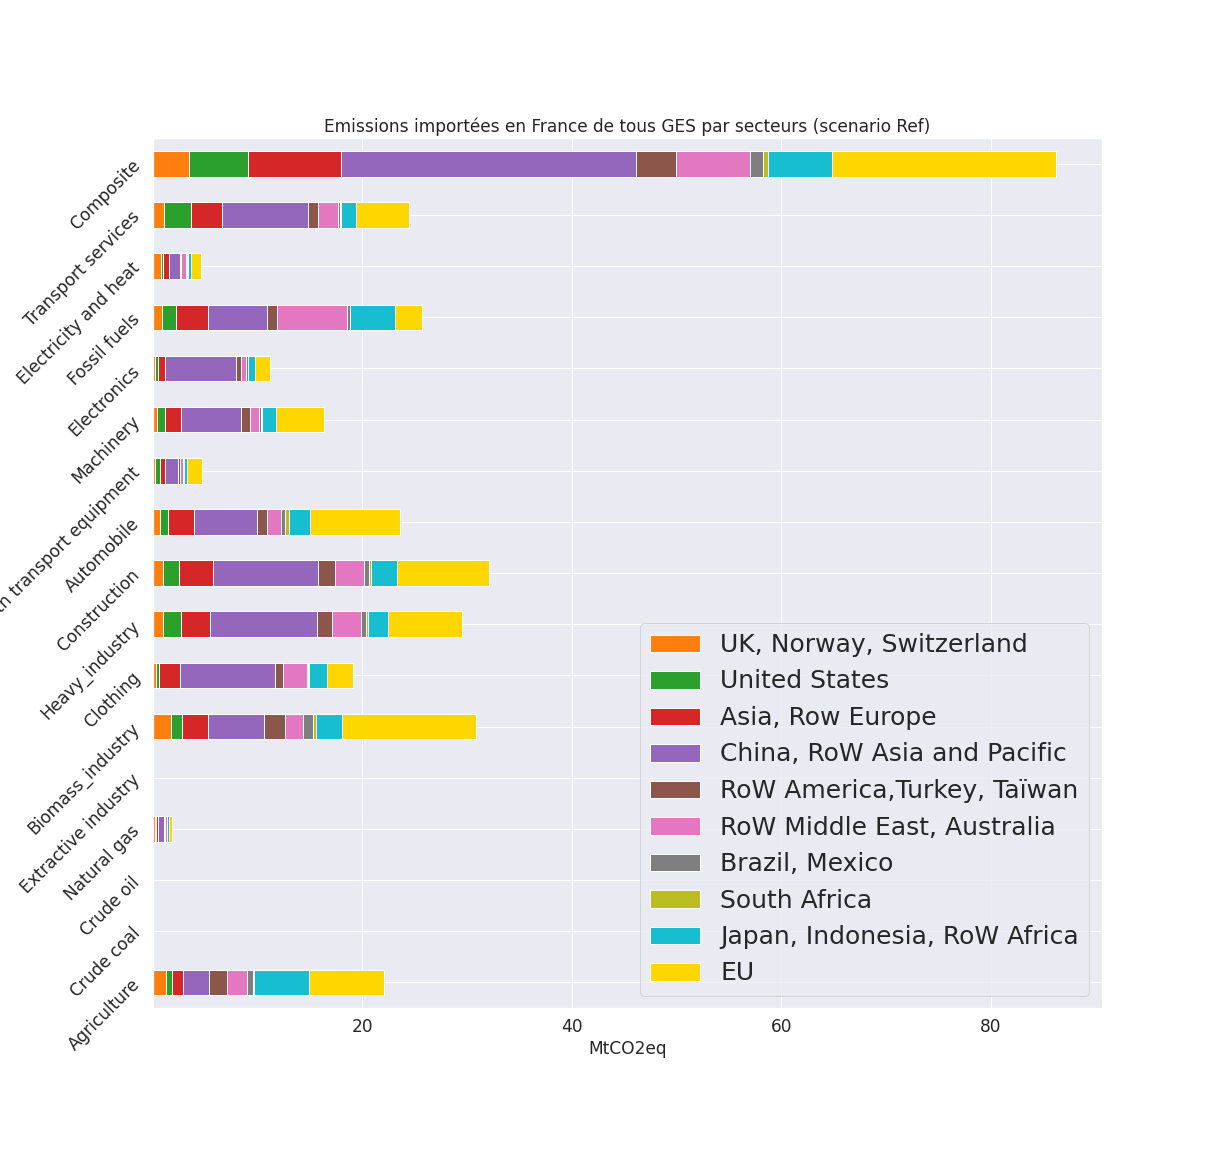 Emissions importées en France de tous GES par secteurs (scenario Ref)
Composite
Transport services
Electricity and heat
Fossil fuels
Electronics
Machinery
transport equipment
Automobile
Construction
Heavy_industry
Clothing
Biomass_industry
Extractive industry
Natural gas
Crude oil
Crude coal
Agriculture
UK, Norway, Switzerland
United States
Asia, Row Europe
China, RoW Asia and Pacific
RoW America,Turkey, Taïwan
RoW Middle East, Australia
Brazil, Mexico
South Africa
Japan, Indonesia, RoW Africa
EU
20 40 60 80
MtCO2eq